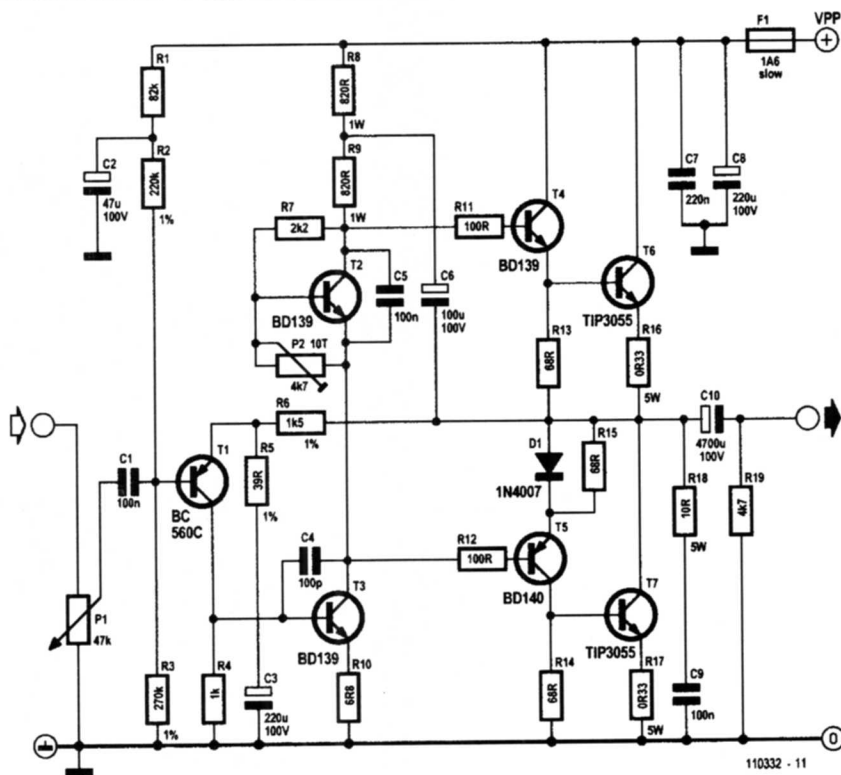 F1
VPP
1A6
slow
R1
82k
R8
820R
1W
R2
220k
1%
C2
47u
100V
R9
820R
1W
C7
220n
C8
220u
100V
R7
2k2
R11
100R
T4
BD139
T2
BD139
C5
100n
C6
100u
100V
T6
TIP3055
P2 10T
4k7
R13
68R
R16
0R33
5W
R6
1k5
1%
C10
4700u
100V
T1
BC
560C
R5
39R
1%
D1
1N4007
R15
68R
C1
100n
R18
10R
5W
R19
4k7
C4
100p
R12
100R
T5
BD140
P1
47k
T3
BD139
T7
TIP3055
R3
270k
1%
R4
1k
C3
220u
100V
R10
6R8
R14
68R
R17
0R33
5W
C9
100n
0
110332 - 11